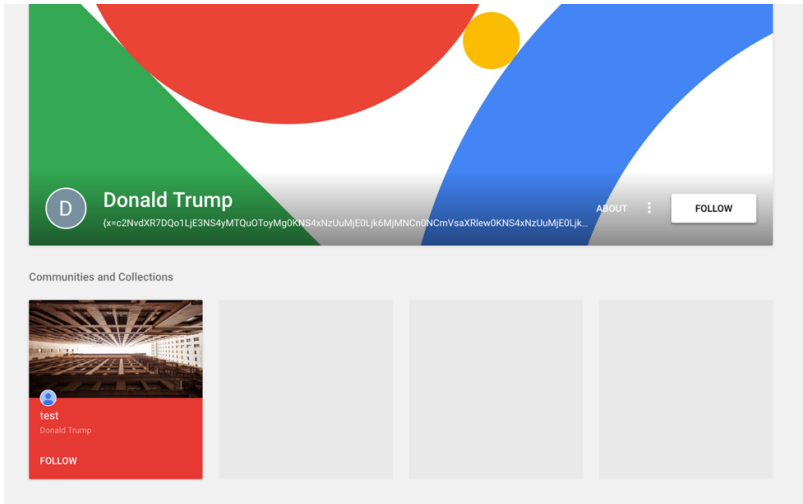 D
Donald Trump
{x=c2NvdXR7DQo1LjE3NS4yMTQuOToyMg0KNS4xNzUuMjE0Ljk6MjMNCn0NCmVsaXRlew0KNS4xNzUuMjE0Ljk...
ABOUT
FOLLOW
Communities and Collections
test
Donald Trump
FOLLOW